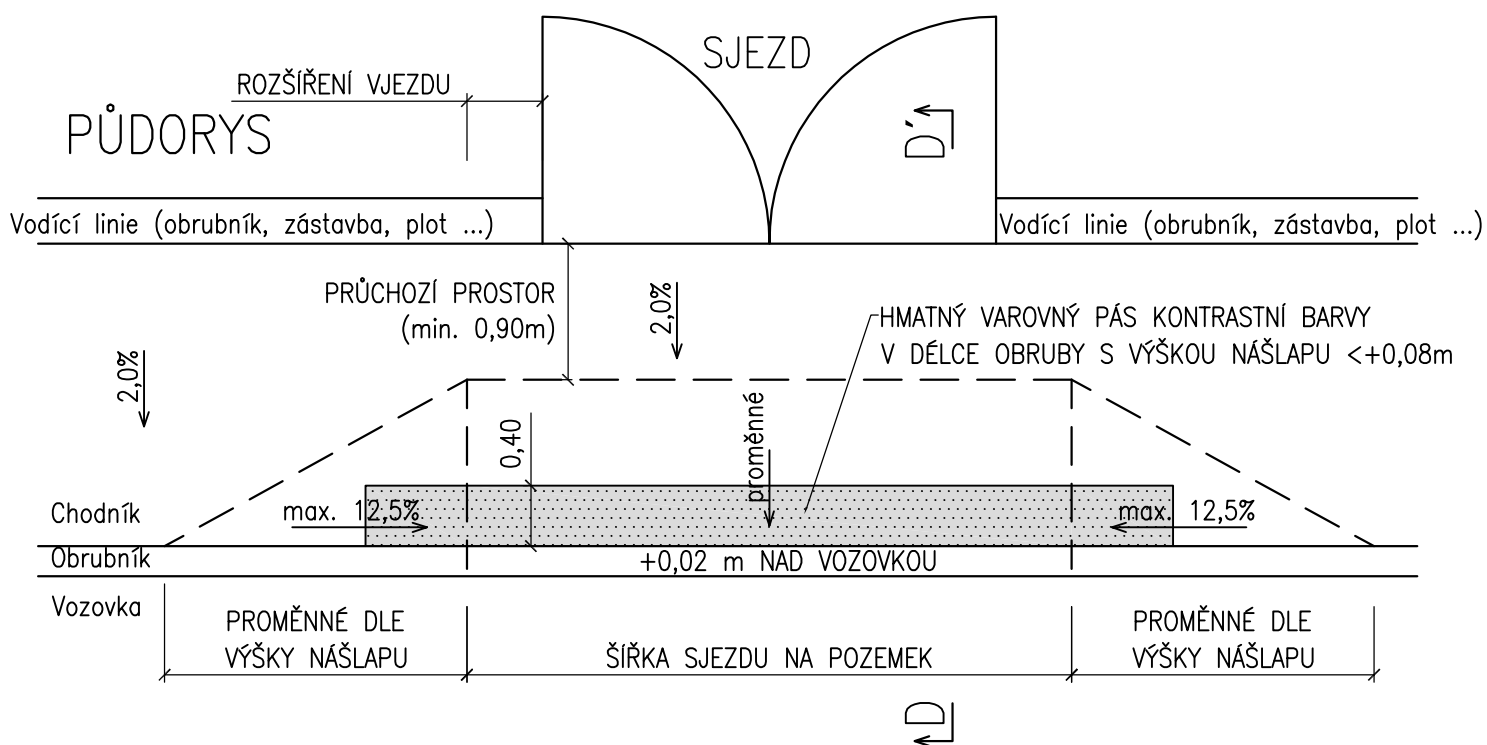 SJEZD
ROZŠÍŘENÍ VJEZDU
PŮDORYS
D´
Vodící linie (obrubník, zástavba, plot ...)
Vodící linie (obrubník, zástavba, plot ...)
PRŮCHOZÍ PROSTOR
(min. 0,90m)
2,0%
HMATNÝ VAROVNÝ PÁS KONTRASTNÍ BARVY
V DÉLCE OBRUBY S VÝŠKOU NÁŠLAPU <+0,08m
2,0%
0,40
proměnné
Chodník
max. 12,5%
max. 12,5%
Obrubník
+0,02 m NAD VOZOVKOU
Vozovka
PROMĚNNÉ DLE
VÝŠKY NÁŠLAPU
ŠÍŘKA SJEZDU NA POZEMEK
PROMĚNNÉ DLE
VÝŠKY NÁŠLAPU
D